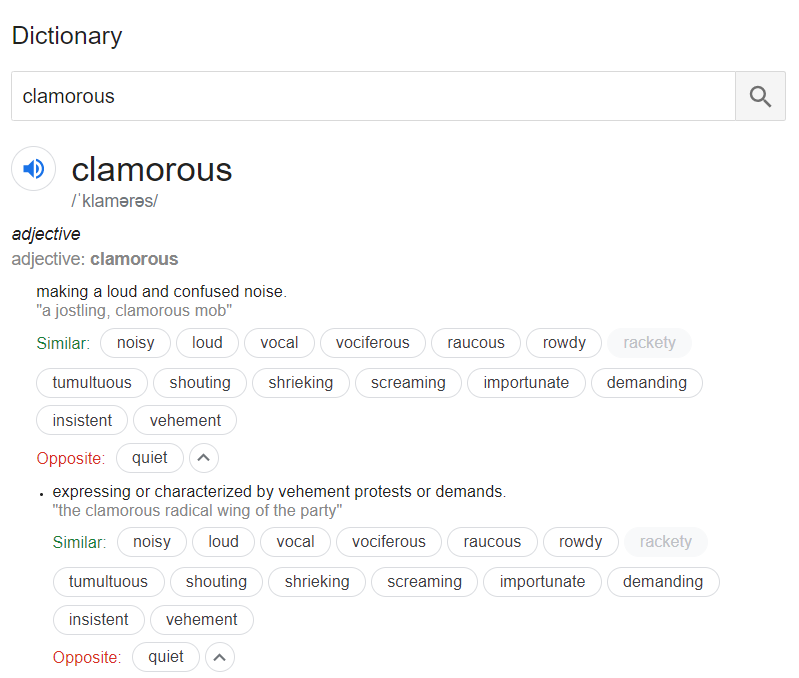 Dictionary
clamorous
clamorous
/ˈklamərəs/
adjective
adjective: clamorous
making a loud and confused noise.
"a jostling, clamorous mob"
Similar: noisy loud vocal vociferous raucous rowdy rackety
tumultuous shouting shrieking screaming importunate demanding
insistent vehement
Opposite: quiet
• expressing or characterized by vehement protests or demands.
"the clamorous radical wing of the party"
Similar: noisy loud vocal vociferous raucous rowdy rackety
tumultuous shouting shrieking screaming importunate demanding
insistent vehement
Opposite: quiet